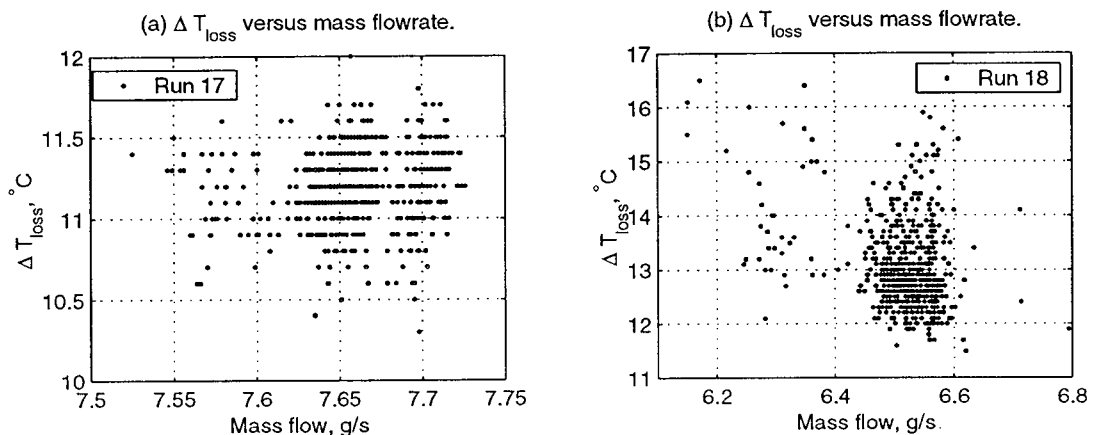 (a) Δ T_loss versus mass flowrate.
12
11.5
11
10.5
10
Δ T_loss, °C
Run 17
7.5 7.55 7.6 7.65 7.7 7.75
Mass flow, g/s
(b) Δ T_loss versus mass flowrate.
17
16
15
14
13
12
11
Δ T_loss, °C
Run 18
6.2 6.4 6.6 6.8
Mass flow, g/s